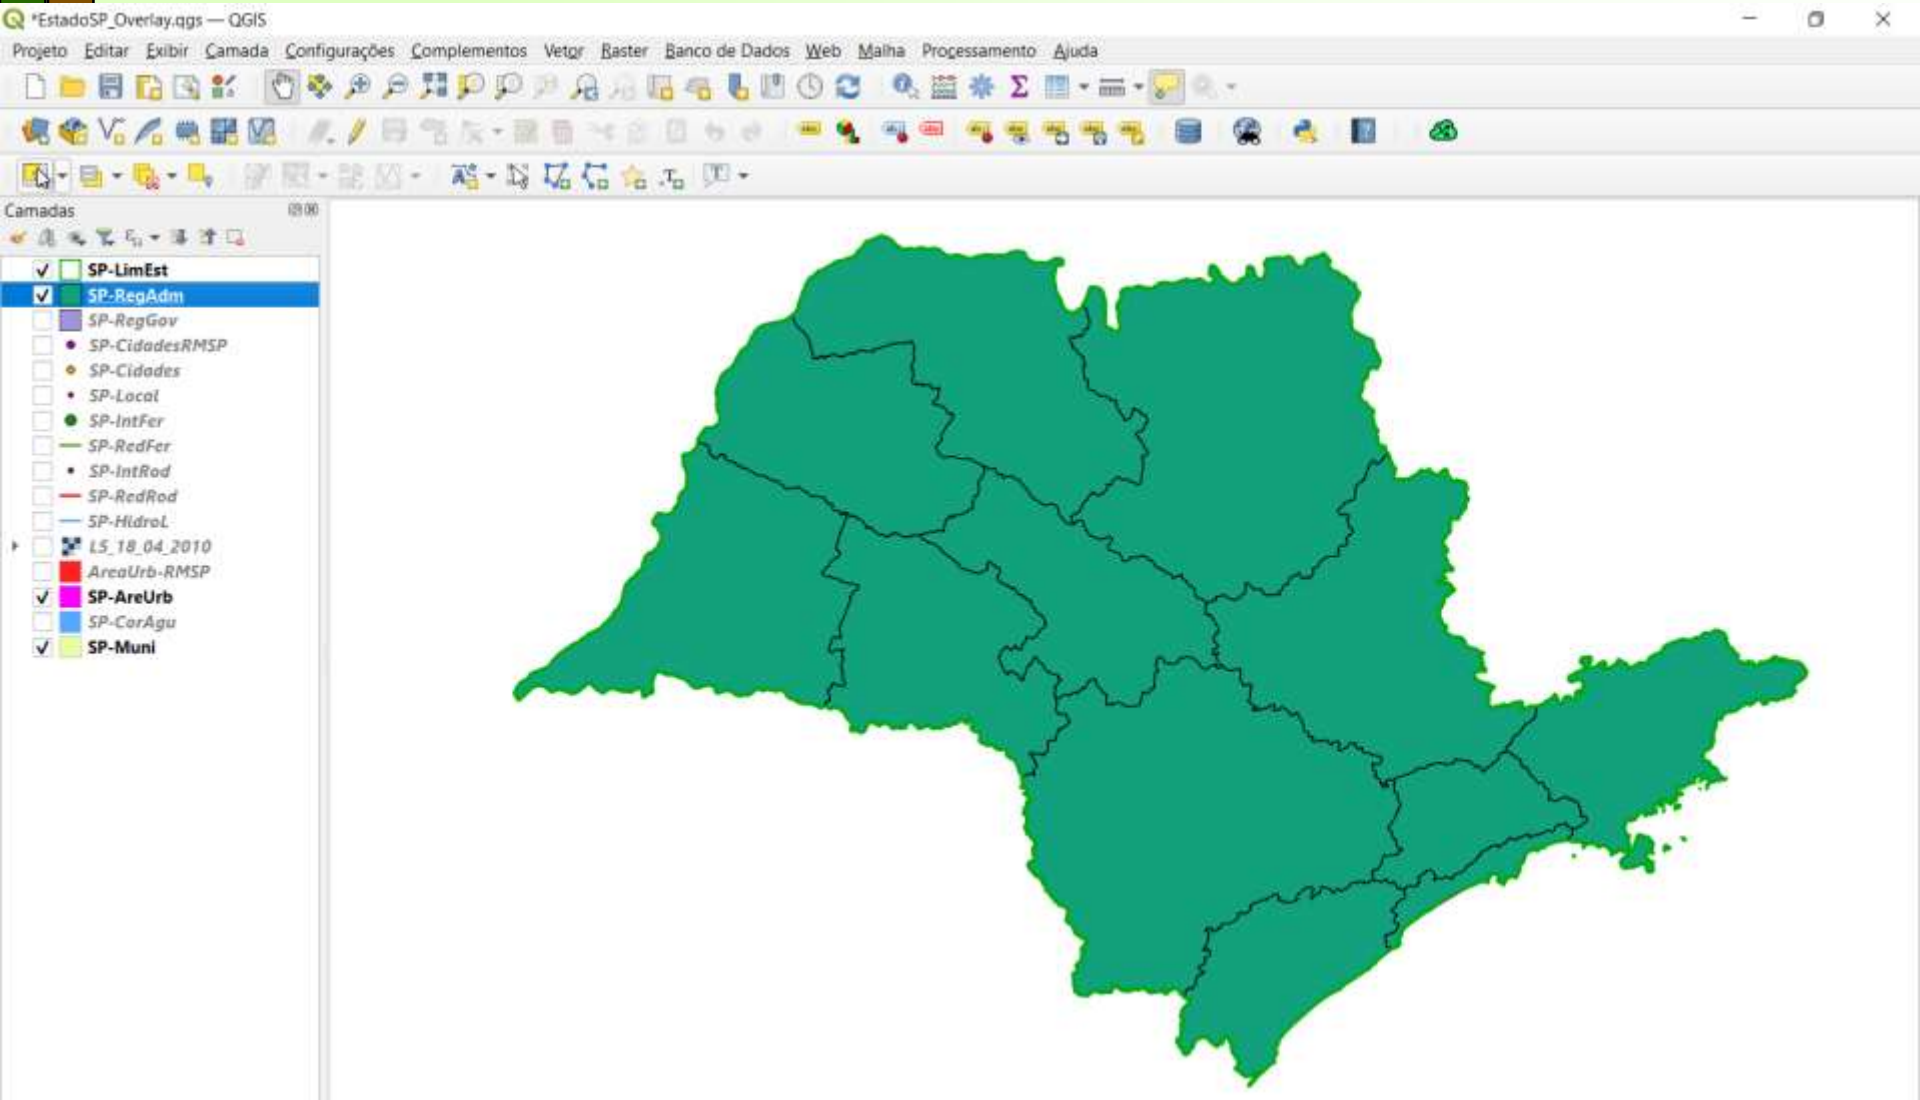 *EstadoSP_Overlay.qgs — QGIS
Projeto Editar Exibir Camada Configurações Complementos Vetor Raster Banco de Dados Web Malha Processamento Ajuda
Camadas
SP-LimEst
SP-RegAdm
SP-RegGov
SP-CidadesRMSP
SP-Cidades
SP-Local
SP-IntFer
SP-RedFer
SP-IntRod
SP-RedRod
SP-HidroL
L5_18_04_2010
AreaUrb-RMSP
SP-AreUrb
SP-CorAgu
SP-Muni